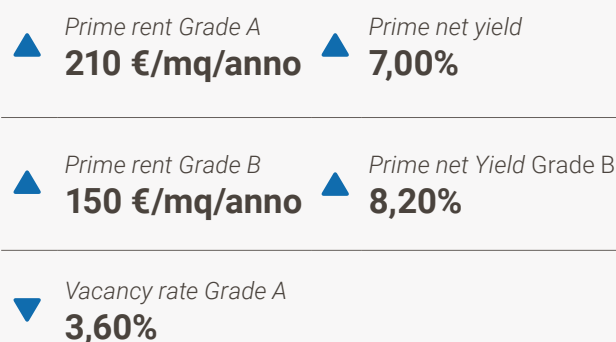 Prime rent Grade A
210 €/mq/anno
Prime net yield
7,00%
Prime rent Grade B
150 €/mq/anno
Prime net Yield Grade B
8,20%
Vacancy rate Grade A
3,60%